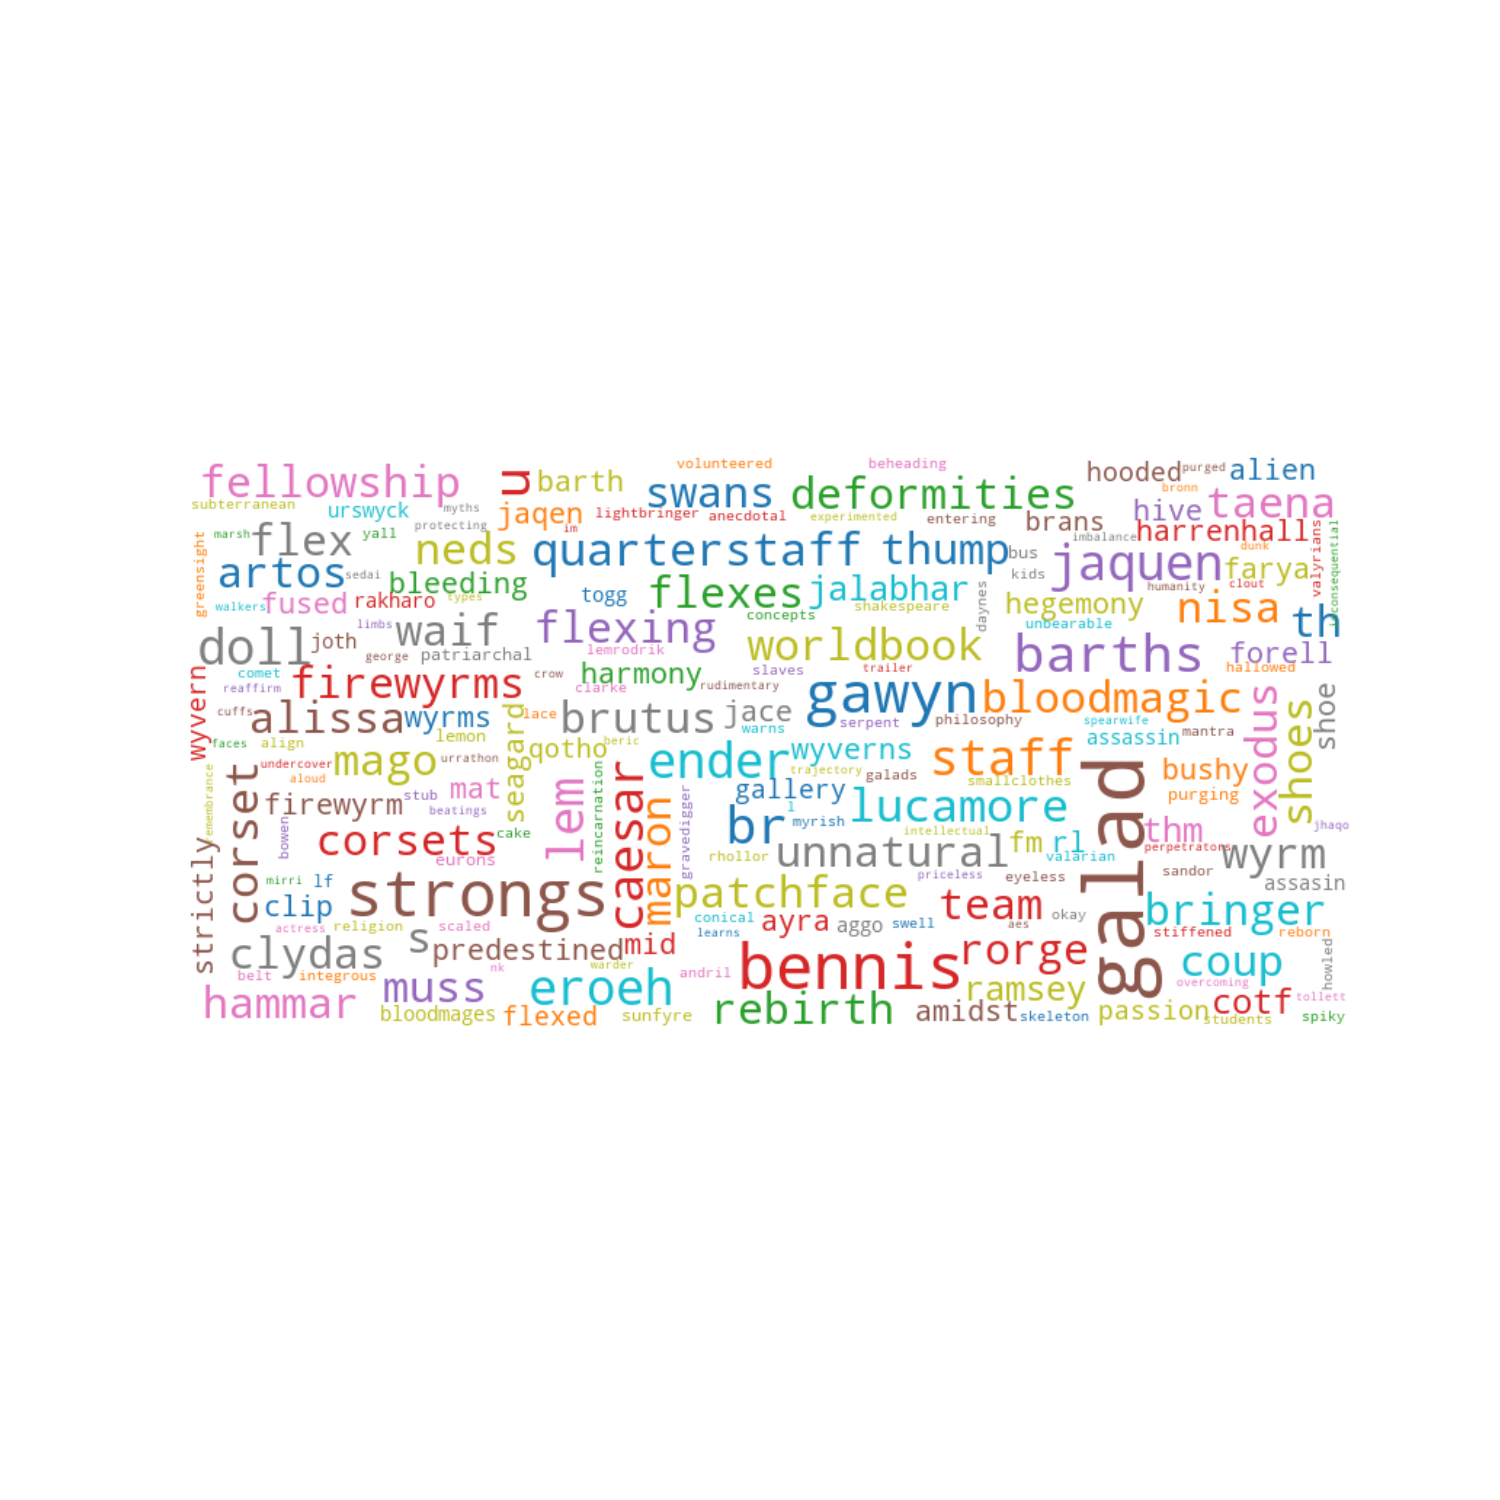 fellowship
u
barth
volunteered
swans
beheading
deformities
hooded
purged
alien
bronn
subterranean
urswyck
myths
jaqen
lightbringer
anecdotal
experimented
entering
brans
hive
taena
harrenhall
marsh
flex
yall
protecting
im
neds
quarterstaff
thump
bus
imbalance
jaquen
dunk
valyrians
inconsequential
greensight
artos
sedai
bleeding
togg
flexes
jalabhar
kids
humanity
clout
farya
walkers
fused
rakharo
types
concepts
shakespeare
daynes
hegemony
unbearable
nisa
th
doll
joth
limbs
waif
flexing
worldbook
barths
forell
george
patriarchal
lemrodrik
comet
reaffirm
firewyrms
crow
harmony
clarke
slaves
rudimentary
trailer
hallowed
wyvern
cuffs
alissa
wyrms
lace
brutus
jace
warns
gawyn
serpent
philosophy
bloodmagic
spearwife
mantra
exodus
shoes
shoe
faces
align
lemon
seagard
qotho
beric
ender
wyverns
staff
assassin
undercover
aloud
mago
urrathon
trajectory
galads
smallclothes
bushy
purging
corset
firewyrm
stub
mat
beatings
lem
reincarnation
caesar
maron
gravedigger
gallery
l
myrish
lucamore
galad
jhaqo
strictly
bowen
corsets
cake
eurons
br
rhollor
unnatural
intellectual
fm
rl
valarian
thm
perpetrators
wyrm
mirri
lf
clip
strongs
patchface
priceless
eyeless
sandor
assasin
actress
religion
scaled
conical
learns
ayra
aggo
swell
team
aes
okay
bringer
stiffened
reborn
clydas
s
predestined
mid
howled
belt
integrous
nk
warder
andril
bennis
rorge
coup
overcoming
hammar
muss
eroeh
ramsey
cotf
tollett
bloodmages
flexed
sunfyre
rebirth
amidst
skeleton
passion
students
spiky